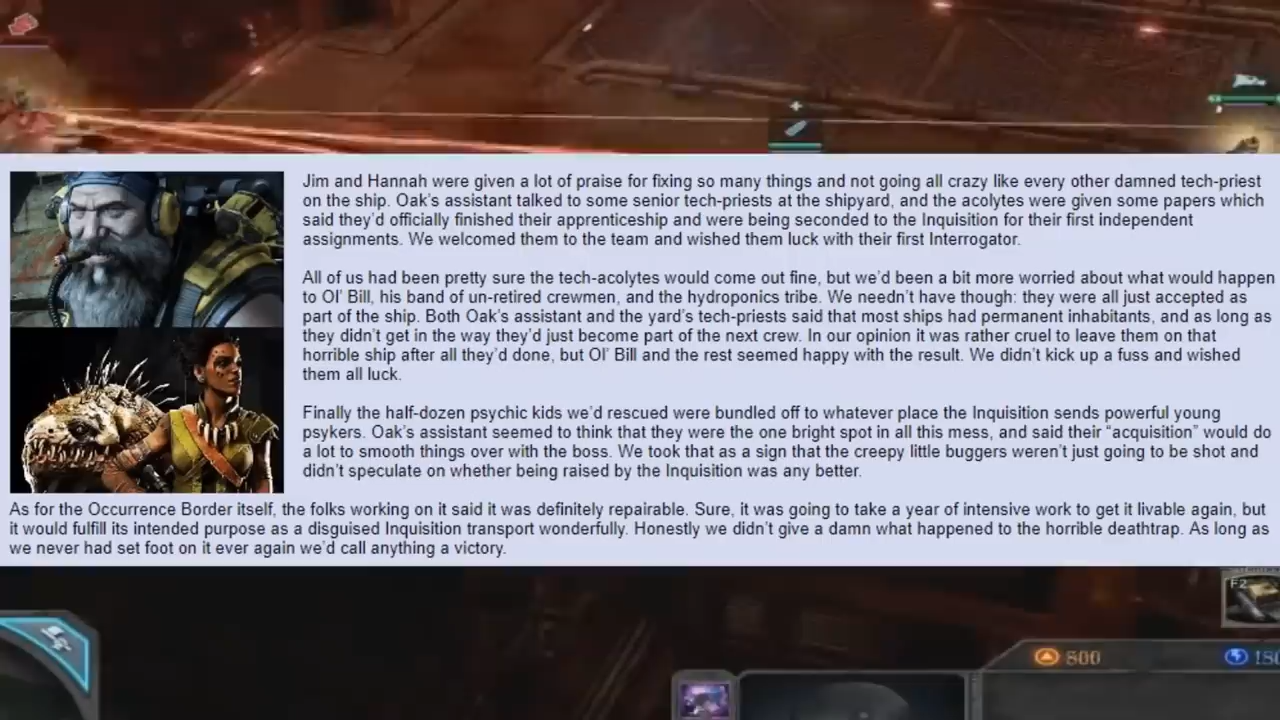 Jim and Hannah were given a lot of praise for fixing so many things and not going all crazy like every other damned tech-priest
on the ship. Oak's assistant talked to some senior tech-priests at the shipyard, and the acolytes were given some papers which
said they'd officially finished their apprenticeship and were being seconded to the Inquisition for their first independent
assignments. We welcomed them to the team and wished them luck with their first Interrogator.
All of us had been pretty sure the tech-acolytes would come out fine, but we'd been a bit more worried about what would happen
to Ol' Bill, his band of un-retired crewmen, and the hydroponics tribe. We needn't have though: they were all just accepted as
part of the ship. Both Oak's assistant and the yard's tech-priests said that most ships had permanent inhabitants, and as long as
they didn't get in the way they'd just become part of the next crew. In our opinion it was rather cruel to leave them on that
horrible ship after all they'd done, but Ol' Bill and the rest seemed happy with the result. We didn't kick up a fuss and wished
them all luck.
Finally the half-dozen psychic kids we'd rescued were bundled off to whatever place the Inquisition sends powerful young
psykers. Oak's assistant seemed to think that they were the one bright spot in all this mess, and said their “acquisition” would do
a lot to smooth things over with the boss. We took that as a sign that the creepy little buggers weren't just going to be shot and
didn't speculate on whether being raised by the Inquisition was any better.
As for the Occurrence Border itself, the folks working on it said it was definitely repairable. Sure, it was going to take a year of intensive work to get it livable again, but
it would fulfill its intended purpose as a disguised Inquisition transport wonderfully. Honestly we didn't give a damn what happened to the horrible deathtrap. As long as
we never had set foot on it ever again we'd call anything a victory.
F2
800